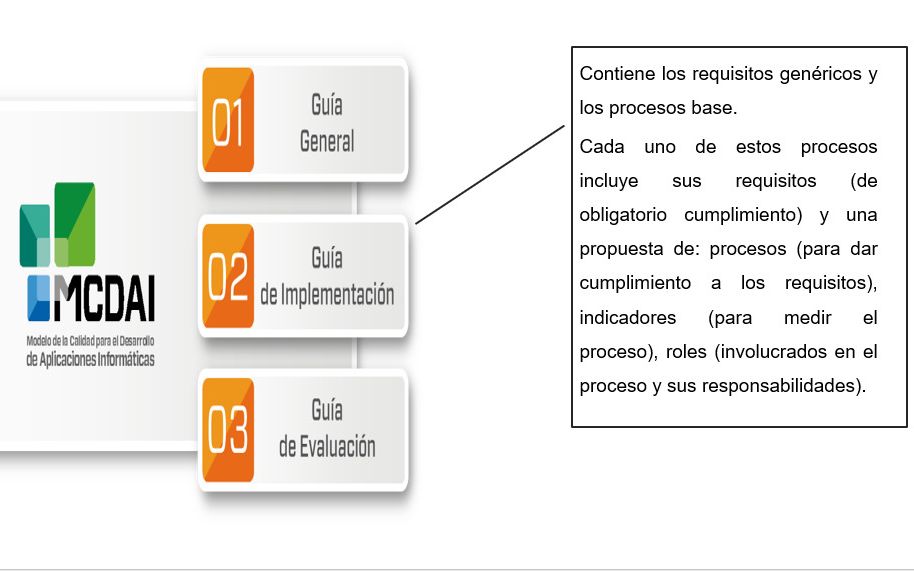 01
Guía
General
02
Guía
de Implementación
03
Guía
de Evaluación
MCDAI
Modelo de la Calidad para el Desarrollo
de Aplicaciones Informáticas
Contiene los requisitos genéricos y
los procesos base.
Cada uno de estos procesos
incluye sus requisitos (de
obligatorio cumplimiento) y una
propuesta de: procesos (para dar
cumplimiento a los requisitos),
indicadores (para medir el
proceso), roles (involucrados en el
proceso y sus responsabilidades).